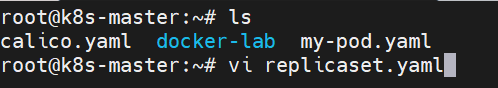 root@k8s-master:~# ls
calico.yaml  docker-lab  my-pod.yaml
root@k8s-master:~# vi replicaset.yaml